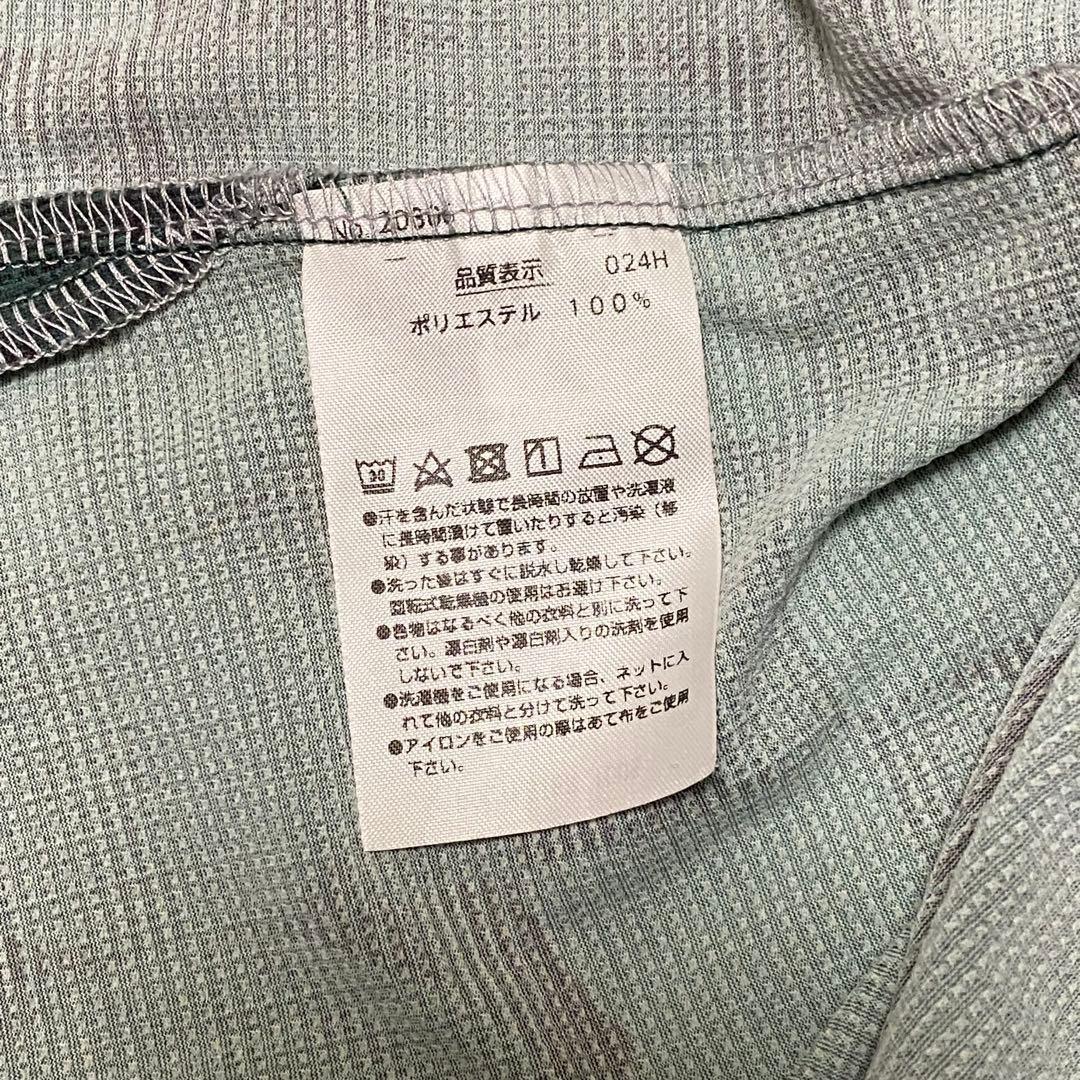 品質表示 024H
ポリエステル 100%
30
●汗を含んだ状態で長時間の放置や洗濯液
に長時間漬けて置いたりすると汚染（移
染）する事があります。
●洗った後はすぐに脱水し乾燥して下さい。
回転式乾燥機の使用はお避け下さい。
●色物はなるべく他の衣料と別に洗って下
さい。漂白剤や漂白剤入りの洗剤を使用
しないで下さい。
●洗濯機をご使用になる場合、ネットに入
れて他の衣料と分けて洗って下さい。
●アイロンをご使用の際はあて布をご使用
下さい。